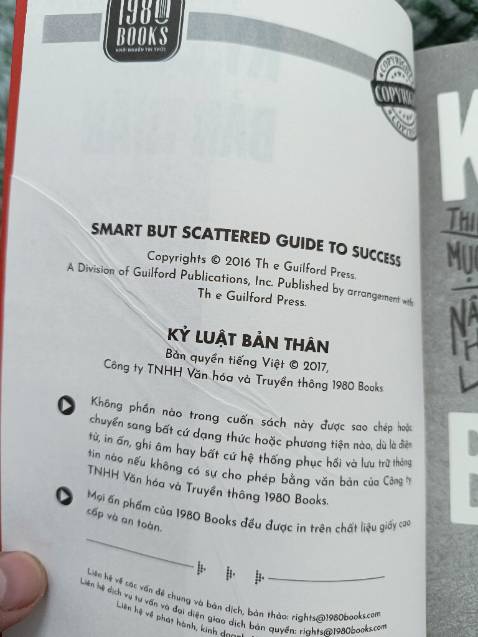 1980
BOOKS
COPYRIGHT
SMART BUT SCATTERED GUIDE TO SUCCESS
Copyrights © 2016 Th e Guilford Press.
A Division of Guilford Publications, Inc. Published by arrangement with
Th e Guilford Press.
KỶ LUẬT BẢN THÂN
Bản quyền tiếng Việt © 2017,
Công ty TNHH Văn hóa và Truyền thông 1980 Books
Không phần nào trong cuốn sách này được sao chép hoặc
chuyển sang bất cứ dạng thức hoặc phương tiện nào, dù là điện
tử, in ấn, ghi âm hay bất cứ hệ thống phục hồi và lưu trữ thông
tin nào nếu không có sự cho phép bằng văn bản của Công ty
TNHH Văn hóa và Truyền thông 1980 Books.
Mọi ấn phẩm của 1980 Books đều được in trên chất liệu giấy cao
cấp và an toàn.
Liên hệ về các vấn đề chung và bản dịch, bản thảo: rights@1980books.com
Liên hệ dịch vụ tư vấn và đại diện giao dịch bản quyền: rights@1980books.com
Liên hệ về phát hành, kinh
K
MỤC
B